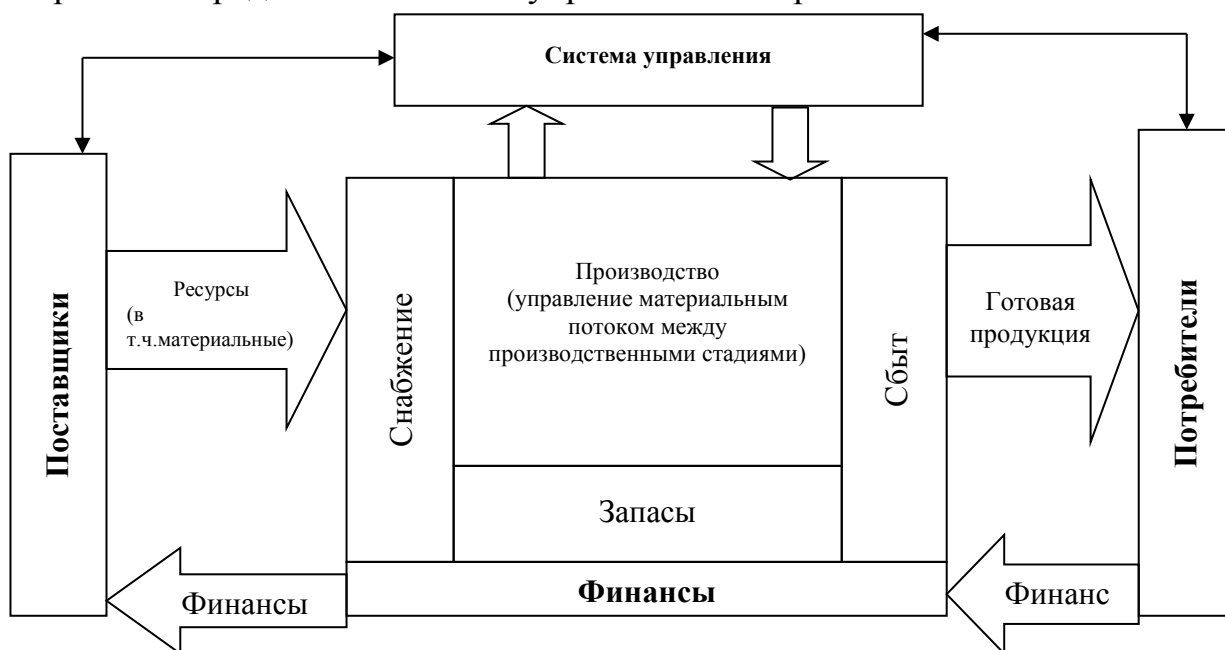 Система управления
Поставщики
Ресурсы
(в
т.ч.материальные)
Снабжение
Производство
(управление материальным
потоком между
производственными стадиями)
Сбыт
Готовая
продукция
Потребители
Запасы
Финансы
Финансы
Финанс